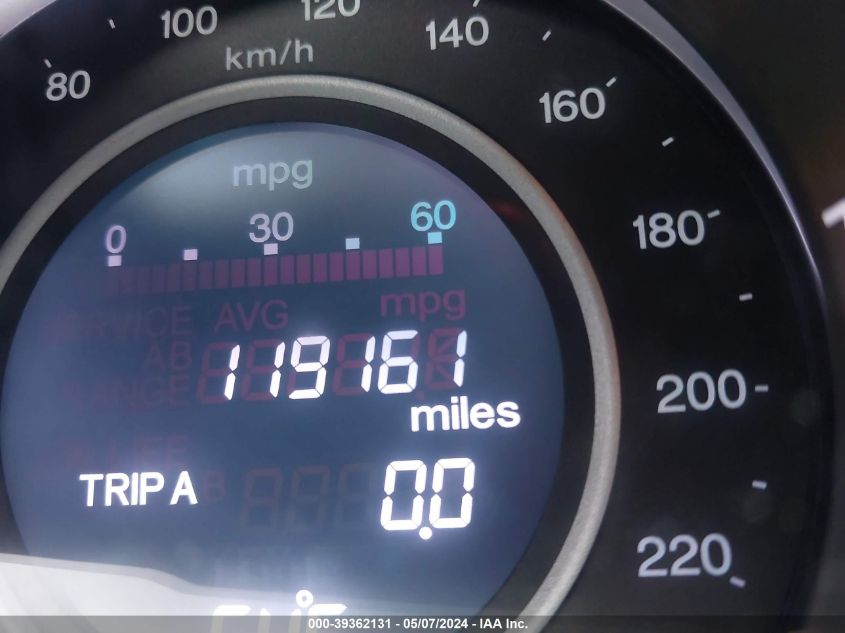 80 100 120 140 160 180 200 220
km/h
mpg
0 30 60
AVG mpg
119161
miles
TRIP A 0.0
000-39362131 - 05/07/2024 - IAA Inc.